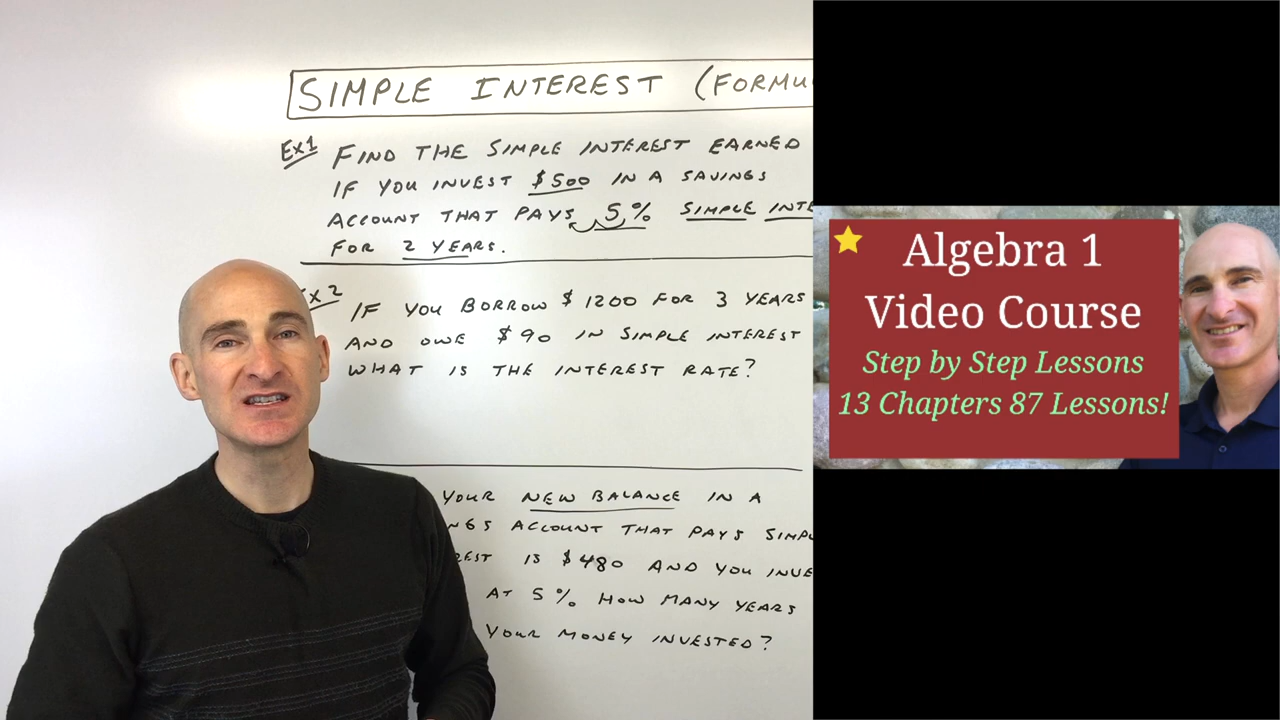 SIMPLE INTEREST (FORMU
Ex1 FIND THE SIMPLE INTEREST EARNED
IF YOU INVEST $500 IN A SAVINGS
ACCOUNT THAT PAYS 5% SIMPLE INTE
FOR 2 YEARS.
Ex2 IF YOU BORROW $1200 FOR 3 YEARS
AND OWE $90 IN SIMPLE INTEREST
WHAT IS THE INTEREST RATE?
YOUR NEW BALANCE IN A
NGS ACCOUNT THAT PAYS SIMPL
REST IS $480 AND YOU INVE
AT 5% HOW MANY YEARS
YOUR MONEY INVESTED?
Algebra 1
Video Course
Step by Step Lessons
13 Chapters 87 Lessons!